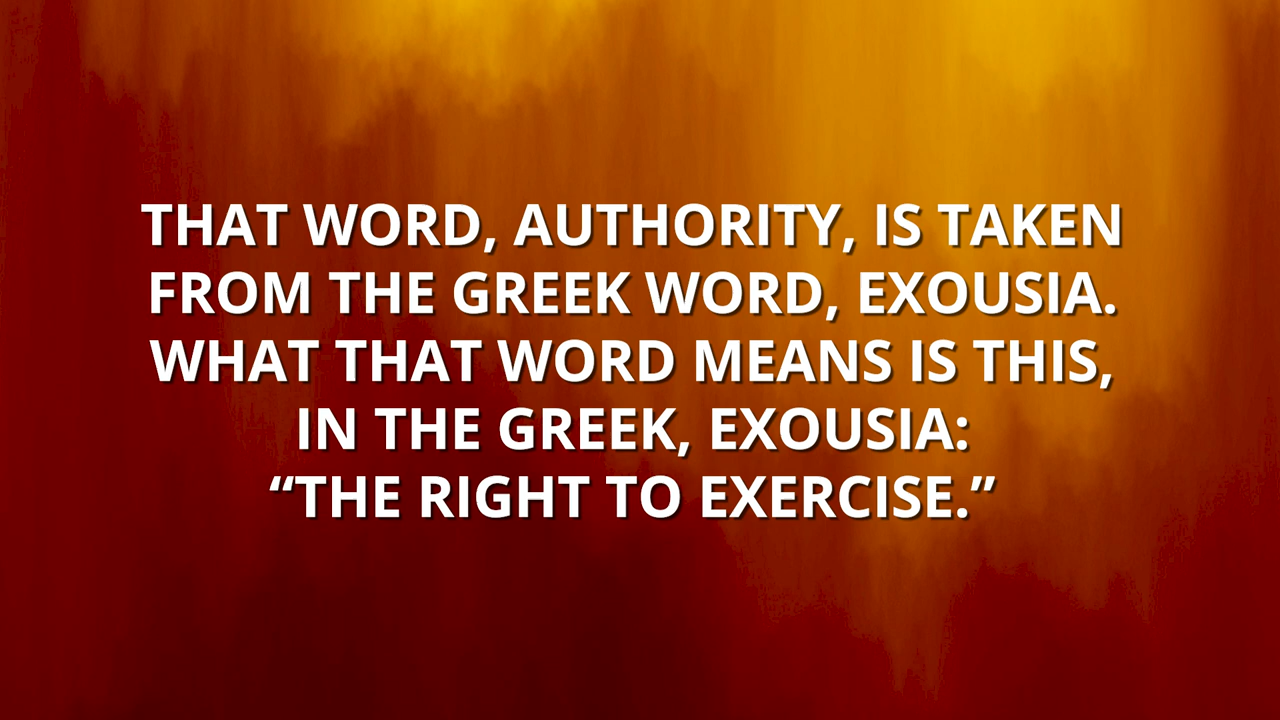 THAT WORD, AUTHORITY, IS TAKEN
FROM THE GREEK WORD, EXOUSIA.
WHAT THAT WORD MEANS IS THIS,
IN THE GREEK, EXOUSIA:
“THE RIGHT TO EXERCISE.”